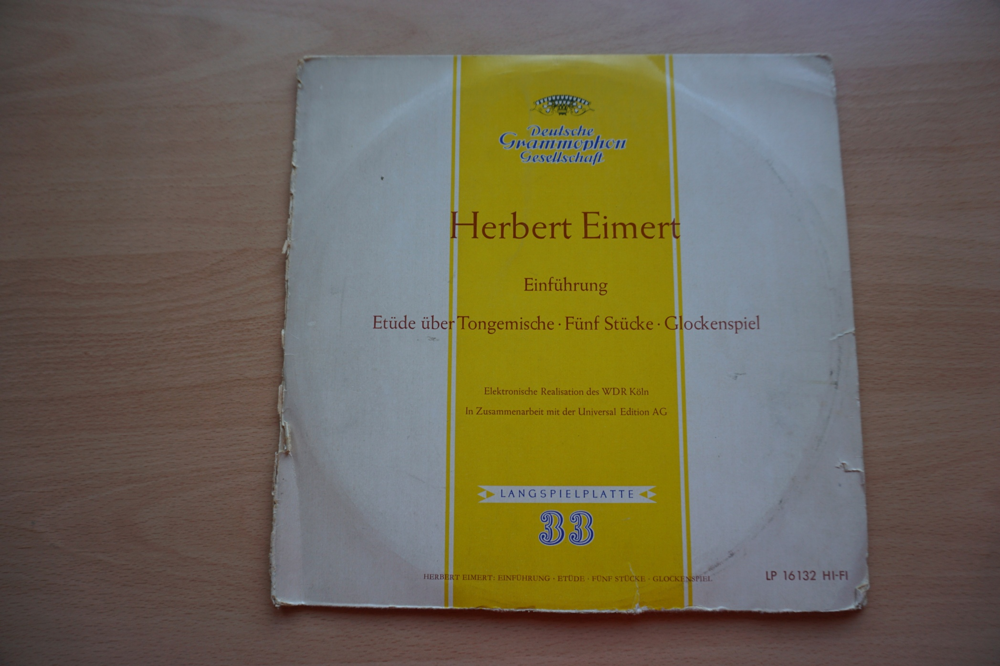 Deutsche
Grammophon
Gesellschaft
Herbert Eimert
Einführung
Etüde über Tongemische · Fünf Stücke · Glockenspiel
Elektronische Realisation des WDR Köln
In Zusammenarbeit mit der Universal Edition AG
LANGSPIELPLATTE
33
HERBERT EIMERT: EINFÜHRUNG · ETÜDE · FÜNF STÜCKE · GLOCKENSPIEL
LP 16132 HI-FI